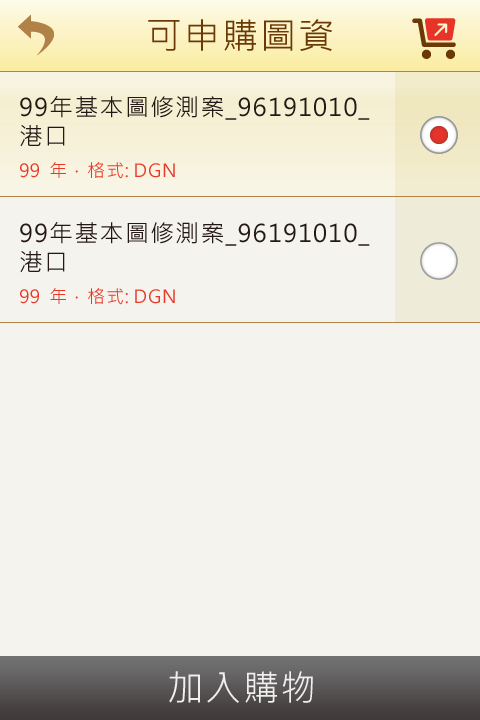 可申購圖資
99年基本圖修測案_96191010_
港口
99 年 · 格式: DGN
99年基本圖修測案_96191010_
港口
99 年 · 格式: DGN
加入購物